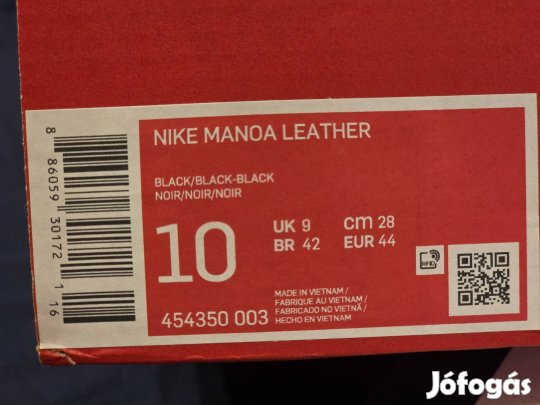 NIKE MANOA LEATHER
BLACK/BLACK-BLACK
NOIR/NOIR/NOIR
10
UK 9 CM 28
BR 42 EUR 44
RFID
MADE IN VIETNAM /
FABRIQUE AU VIETNAM /
FABRICADO NO VIETNÃ /
HECHO EN VIETNAM
454350 003
8 86059 30172 1 16
Jófogás